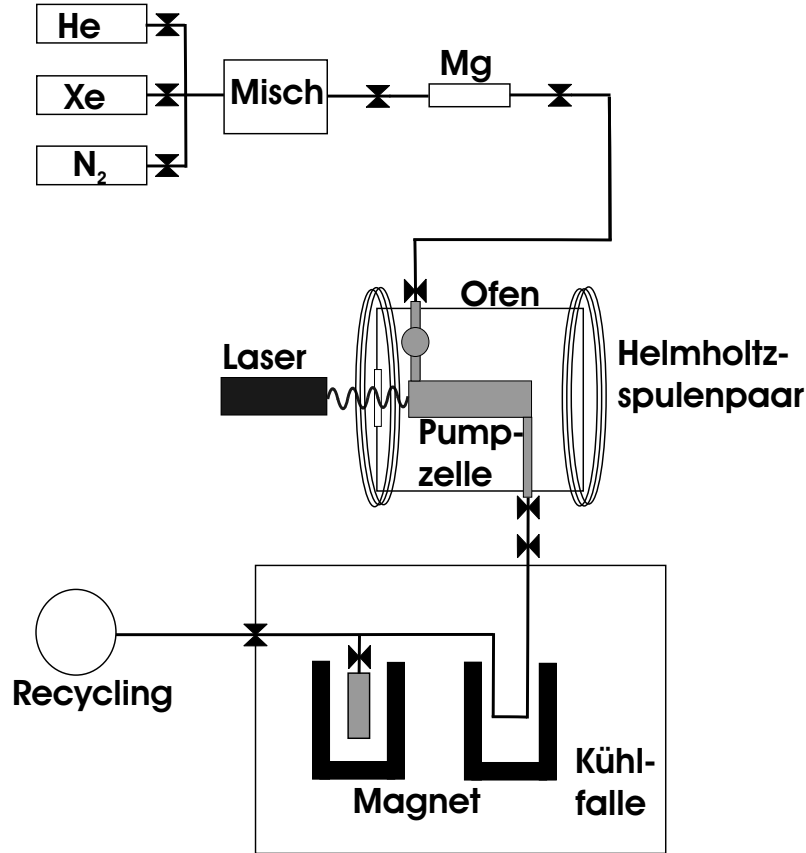 He
Xe
N₂
Misch
Mg
Ofen
Laser
Helmholtz-
spulenpaar
Pump-
zelle
Recycling
Magnet
Kühl-
falle